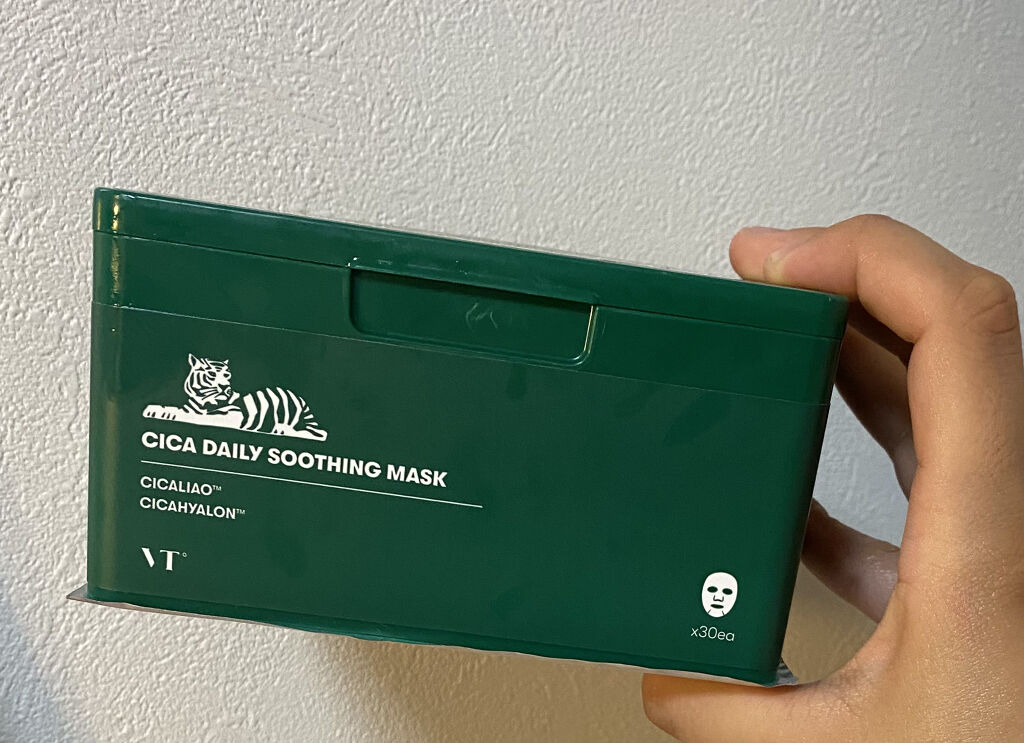 CICA DAILY SOOTHING MASK
CICALIAO™
CICAHYALON™
VT°
x30ea